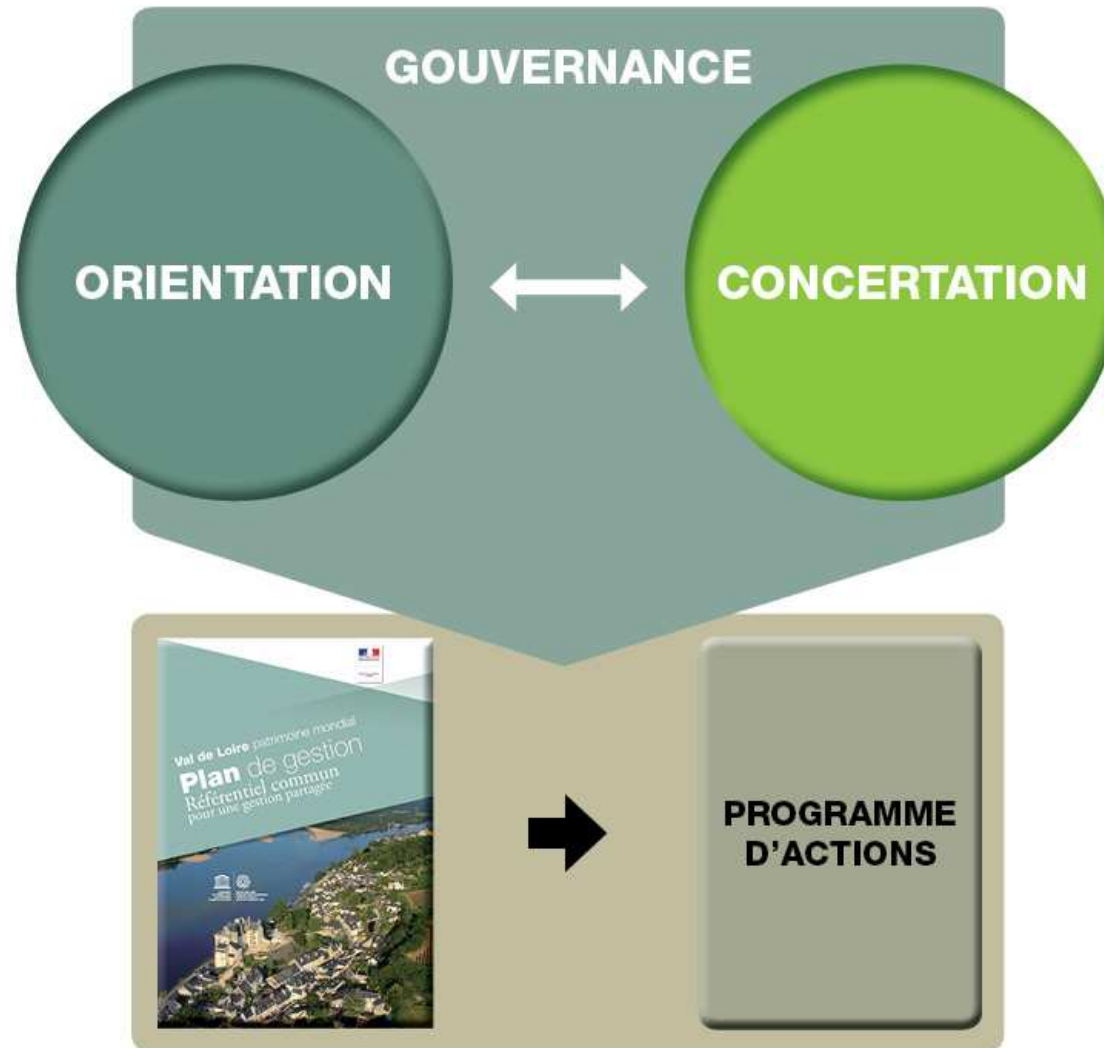 GOUVERNANCE
ORIENTATION
CONCERTATION
Val de Loire patrimoine mondial
Plan de gestion
Référentiel commun
pour une gestion partagée
PROGRAMME
D'ACTIONS